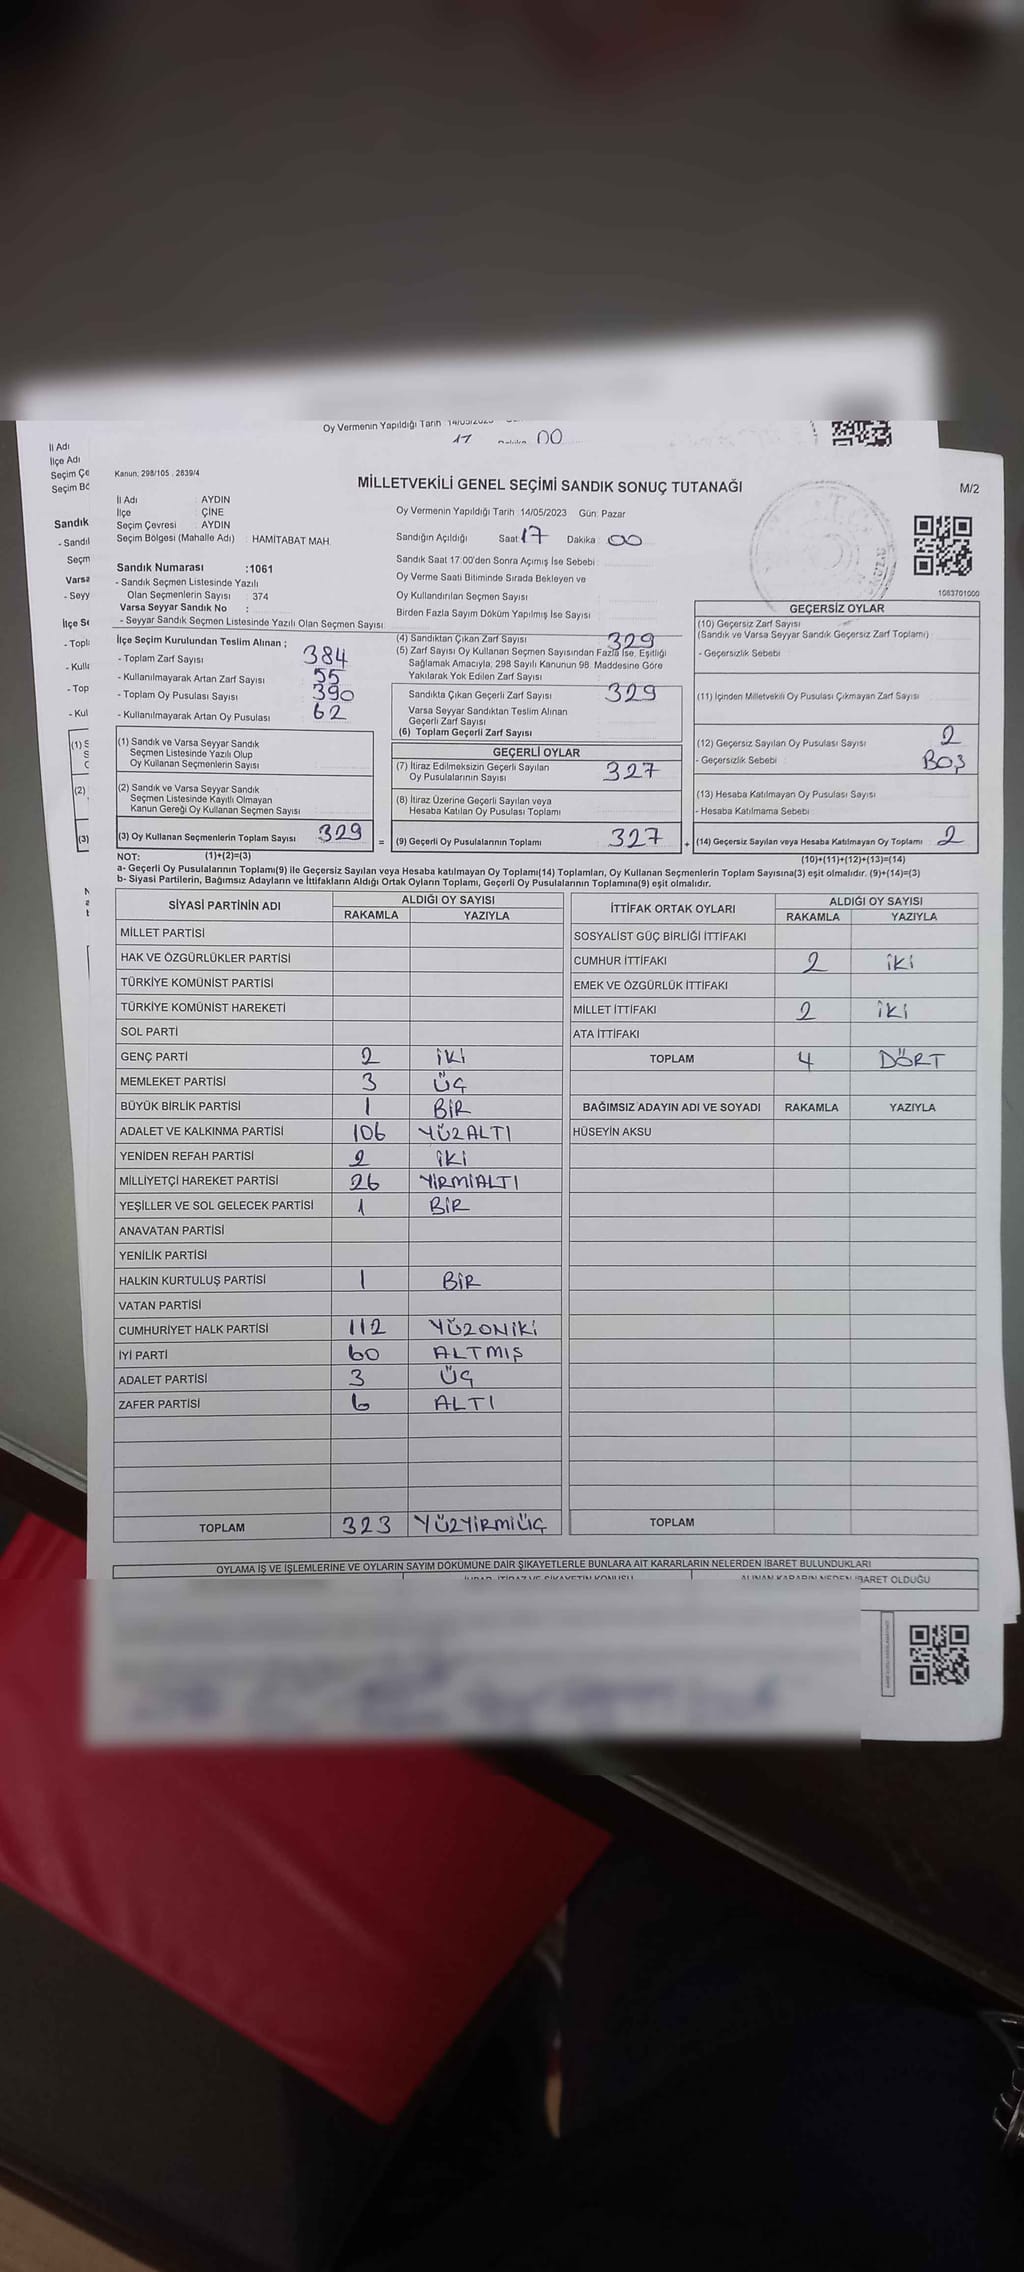 Oy Vermenin Yapıldığı Tarih 14/05/2023
17 00
İl Adı
İlçe Adı
Seçim Çe
Seçim Bö
Sandık
- Sandıl
Seçm
Varsa
- Seyy
İlçe Se
- Topl
- Kulla
- Top
- Kul
(1) S
(2)
(3)
Kanun: 298/105 , 2839/4
MİLLETVEKİLİ GENEL SEÇİMİ SANDIK SONUÇ TUTANAĞI
M/2
İl Adı : AYDIN
İlçe : ÇİNE
Seçim Çevresi : AYDIN
Seçim Bölgesi (Mahalle Adı) : HAMİTABAT MAH.
Oy Vermenin Yapıldığı Tarih 14/05/2023 Gün: Pazar
Sandığın Açıldığı Saat: 17 Dakika: 00
Sandık Numarası :1061
- Sandık Seçmen Listesinde Yazılı
Olan Seçmenlerin Sayısı : 374
Varsa Seyyar Sandık No :
- Seyyar Sandık Seçmen Listesinde Yazılı Olan Seçmen Sayısı:
Sandık Saat 17:00'den Sonra Açımış İse Sebebi :
Oy Verme Saati Bitiminde Sırada Bekleyen ve
Oy Kullandırılan Seçmen Sayısı
Birden Fazla Sayım Döküm Yapılmış İse Sayısı
1063701000
İlçe Seçim Kurulundan Teslim Alınan ;
- Toplam Zarf Sayısı 384
- Kullanılmayarak Artan Zarf Sayısı 55
- Toplam Oy Pusulası Sayısı 390
- Kullanılmayarak Artan Oy Pusulası 62
(4) Sandıktan Çıkan Zarf Sayısı 329
(5) Zarf Sayısı Oy Kullanan Seçmen Sayısından Fazla İse, Eşitliği
Sağlamak Amacıyla, 298 Sayılı Kanunun 98. Maddesine Göre
Yakılarak Yok Edilen Zarf Sayısı
Sandıkta Çıkan Geçerli Zarf Sayısı 329
Varsa Seyyar Sandıktan Teslim Alınan
Geçerli Zarf Sayısı
(6) Toplam Geçerli Zarf Sayısı
GEÇERSİZ OYLAR
(10) Geçersiz Zarf Sayısı
(Sandık ve Varsa Seyyar Sandık Geçersiz Zarf Toplamı)
- Geçersizlik Sebebi
(11) İçinden Milletvekili Oy Pusulası Çıkmayan Zarf Sayısı
(12) Geçersiz Sayılan Oy Pusulası Sayısı 2
- Geçersizlik Sebebi BOŞ
(13) Hesaba Katılmayan Oy Pusulası Sayısı
- Hesaba Katılmama Sebebi
(14) Geçersiz Sayılan veya Hesaba Katılmayan Oy Toplamı 2
(10)+(11)+(12)+(13)=(14)
(1) Sandık ve Varsa Seyyar Sandık
Seçmen Listesinde Yazılı Olup
Oy Kullanan Seçmenlerin Sayısı
(2) Sandık ve Varsa Seyyar Sandık
Seçmen Listesinde Kayıtlı Olmayan
Kanun Gereği Oy Kullanan Seçmen Sayısı
(3) Oy Kullanan Seçmenlerin Toplam Sayısı 329 =
GEÇERLİ OYLAR
(7) İtiraz Edilmeksizin Geçerli Sayılan
Oy Pusulalarının Sayısı 327
(8) İtiraz Üzerine Geçerli Sayılan veya
Hesaba Katılan Oy Pusulası Toplamı
(9) Geçerli Oy Pusulalarının Toplamı 327 +
NOT: (1)+(2)=(3)
a- Geçerli Oy Pusulasının Toplamı(9) ile Geçersiz Sayılan veya Hesaba katılmayan Oy Toplamı(14) Toplamları, Oy Kullanan Seçmenlerin Toplam Sayısına(3) eşit olmalıdır. (9)+(14)=(3)
b- Siyasi Partilerin, Bağımsız Adayların ve İttifakların Aldığı Ortak Oyların Toplamı, Geçerli Oy Pusulalarının Toplamına(9) eşit olmalıdır.
SİYASİ PARTİNİN ADI ALDIĞI OY SAYISI
RAKAMLA YAZIYLA
MİLLET PARTİSİ
HAK VE ÖZGÜRLÜKLER PARTİSİ
TÜRKİYE KOMÜNİST PARTİSİ
TÜRKİYE KOMÜNİST HAREKETİ
SOL PARTİ
GENÇ PARTİ 2 İKİ
MEMLEKET PARTİSİ 3 ÜÇ
BÜYÜK BİRLİK PARTİSİ 1 BİR
ADALET VE KALKINMA PARTİSİ 106 YÜZALTI
YENİDEN REFAH PARTİSİ 2 İKİ
MİLLİYETÇİ HAREKET PARTİSİ 26 YİRMİALTI
YEŞİLLER VE SOL GELECEK PARTİSİ 1 BİR
ANAVATAN PARTİSİ
YENİLİK PARTİSİ
HALKIN KURTULUŞ PARTİSİ 1 BİR
VATAN PARTİSİ
CUMHURİYET HALK PARTİSİ 112 YÜZONİKİ
İYİ PARTİ 60 ALTMIŞ
ADALET PARTİSİ 3 ÜÇ
ZAFER PARTİSİ 6 ALTI
TOPLAM 323 YÜZYİRMİÜÇ
İTTİFAK ORTAK OYLARI ALDIĞI OY SAYISI
RAKAMLA YAZIYLA
SOSYALİST GÜÇ BİRLİĞİ İTTİFAKI
CUMHUR İTTİFAKI 2 İKİ
EMEK VE ÖZGÜRLÜK İTTİFAKI
MİLLET İTTİFAKI 2 İKİ
ATA İTTİFAKI
TOPLAM 4 DÖRT
BAĞIMSIZ ADAYIN ADI VE SOYADI RAKAMLA YAZIYLA
HÜSEYİN AKSU
TOPLAM
OYLAMA İŞ VE İŞLEMLERİNE VE OYLARIN SAYIM DÖKÜMÜNE DAİR ŞİKAYETLERLE BUNLARA AİT KARARLARIN NELERDEN İBARET BULUNDUKLARI
İHBAR, İTİRAZ VE ŞİKAYETİN KONUSU ALINAN KARARIN NEDEN İBARET OLDUĞU